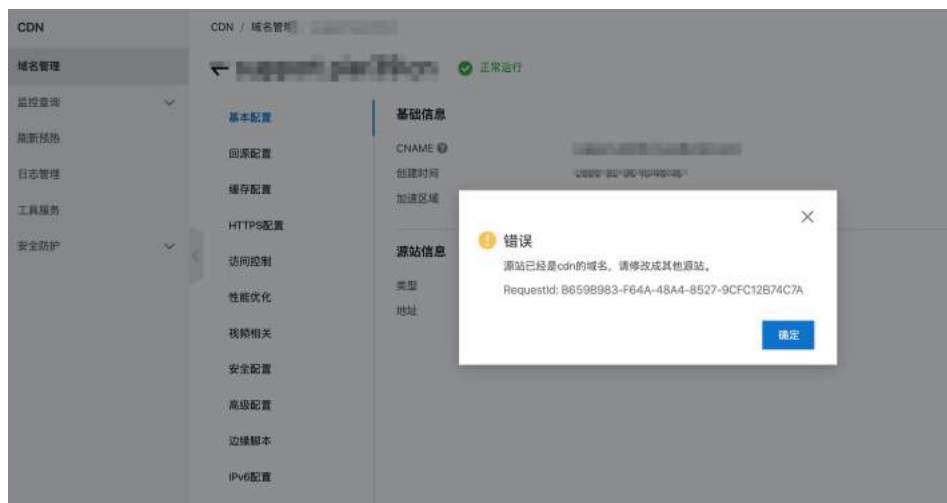 CDN
CDN / 域名管理
域名管理
正常运行
监控查询
刷新预热
日志管理
工具服务
安全防护
基本配置
回源配置
缓存配置
HTTPS配置
访问控制
性能优化
视频相关
安全配置
高级配置
边缘脚本
IPv6配置
基础信息
CNAME
创建时间
加速区域
源站信息
类型
地址
错误
源站已经是cdn的域名，请修改成其他源站。
RequestId: B659B983-F64A-48A4-8527-9CFC12B74C7A
确定